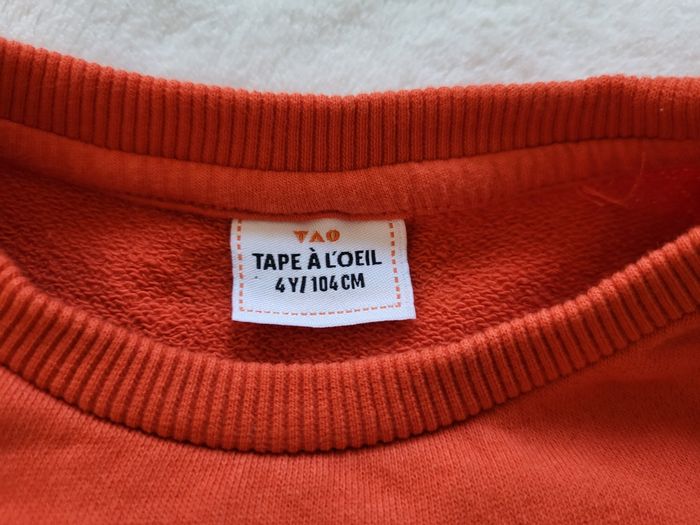 TAO
TAPE À L'OEIL
4Y/104CM